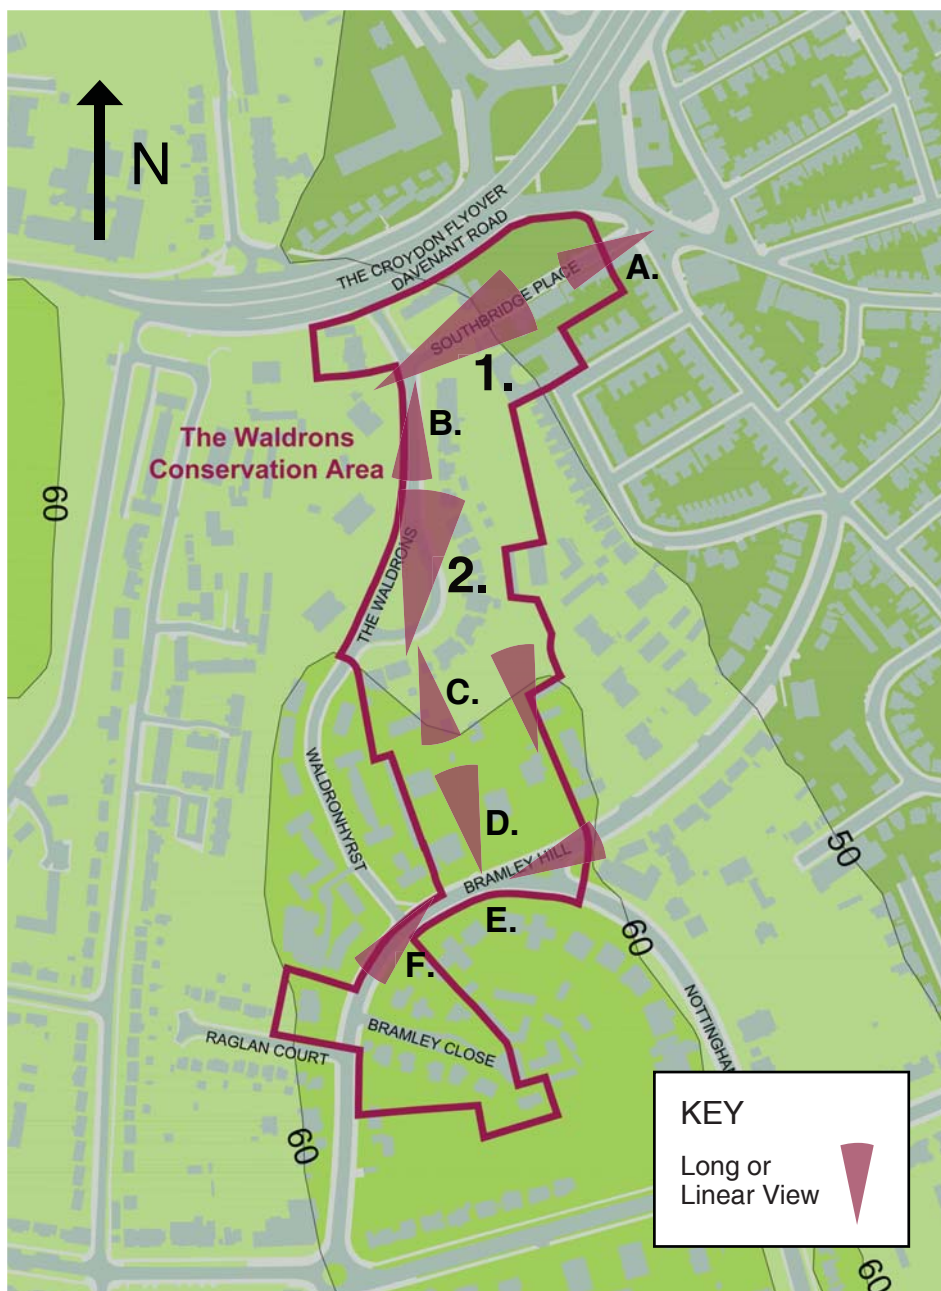 N
THE CROYDON FLYOVER
DAVENANT ROAD
SOUTHBRIDGE PLACE
A.
1.
B.
The Waldrons
Conservation Area
60
THE WALDRONS
2.
C.
WALDRONHYRST
D.
BRAMLEY HILL
50
E.
60
F.
NOTTINGHA
BRAMLEY CLOSE
RAGLAN COURT
60
KEY
Long or
Linear View
60